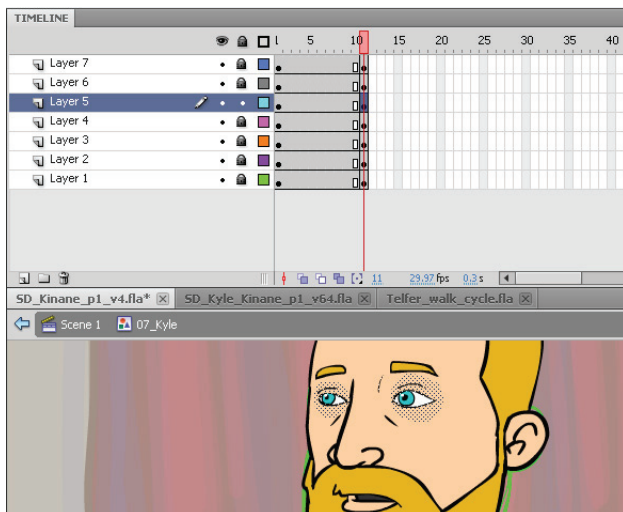 TIMELINE
1 5 10 15 20 25 30 35 40
Layer 7
Layer 6
Layer 5
Layer 4
Layer 3
Layer 2
Layer 1
11 29.97 fps 0.3 s
SD_Kinane_p1_v4.fla* SD_Kyle_Kinane_p1_v64.fla Telfer_walk_cycle.fla
Scene 1 07_Kyle